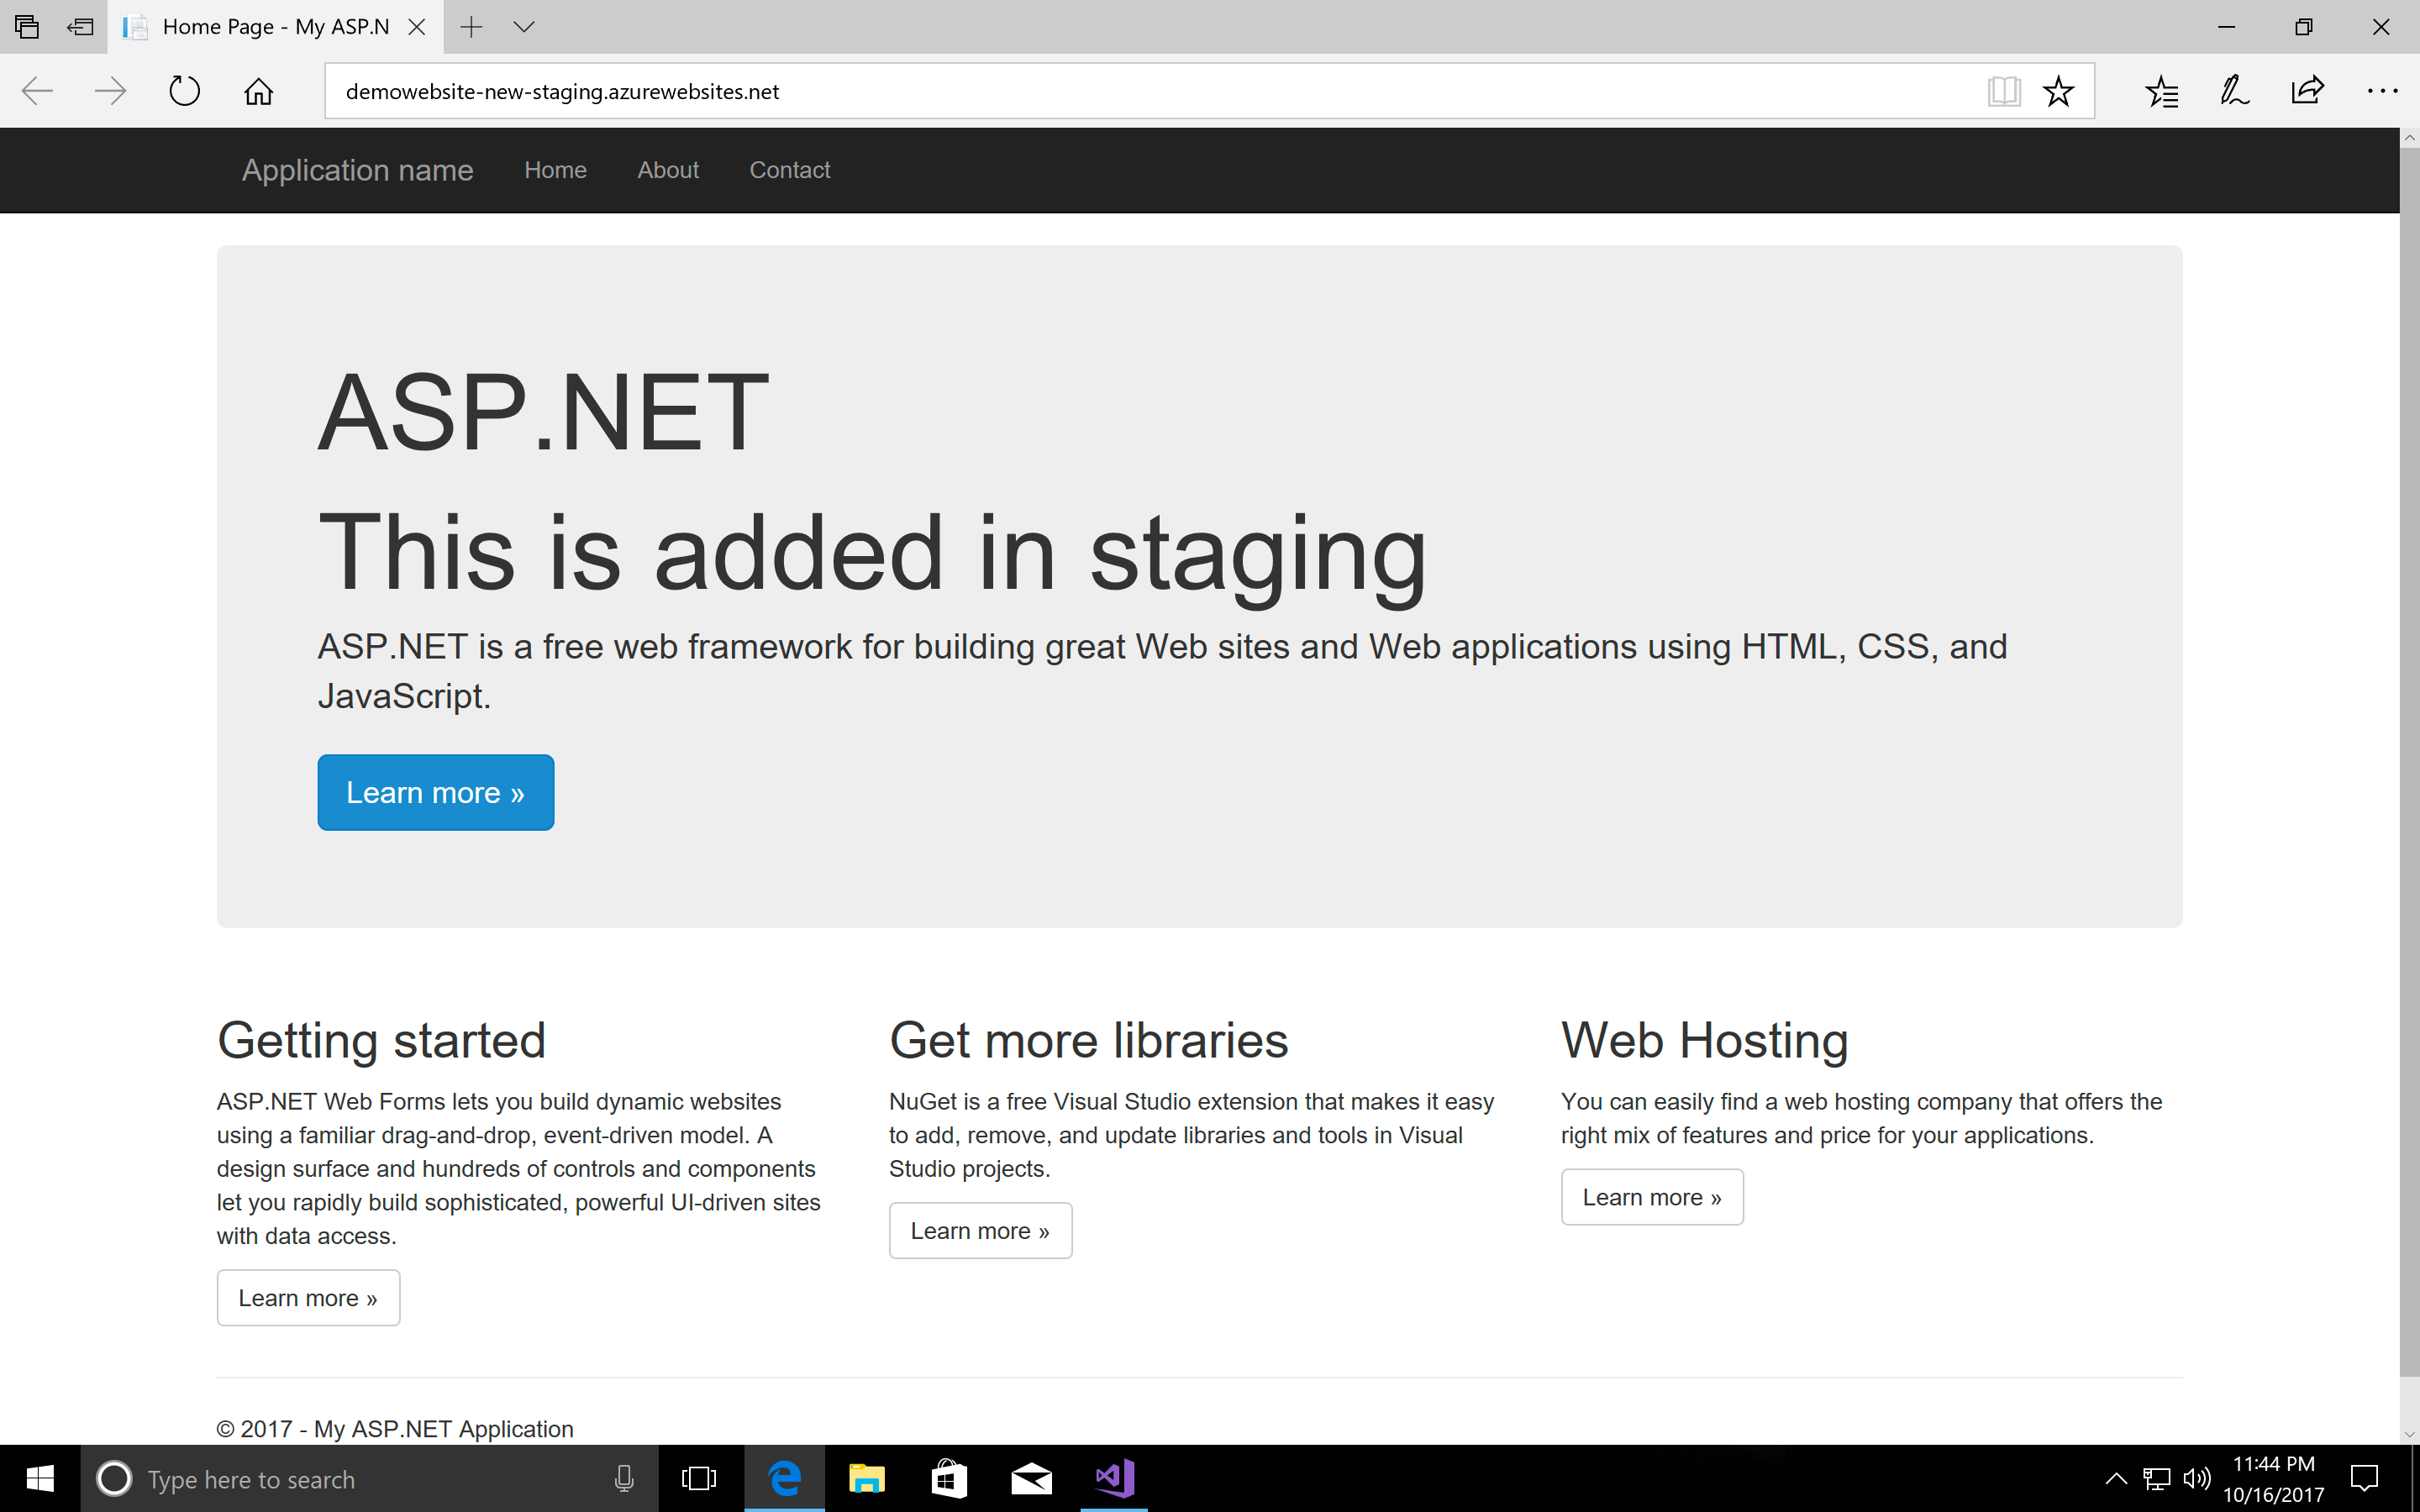 Home Page - My ASP.N
demowebsite-new-staging.azurewebsites.net
Application name Home About Contact
ASP.NET
This is added in staging
ASP.NET is a free web framework for building great Web sites and Web applications using HTML, CSS, and
JavaScript.
Learn more »
Getting started
ASP.NET Web Forms lets you build dynamic websites
using a familiar drag-and-drop, event-driven model. A
design surface and hundreds of controls and components
let you rapidly build sophisticated, powerful UI-driven sites
with data access.
Learn more »
Get more libraries
NuGet is a free Visual Studio extension that makes it easy
to add, remove, and update libraries and tools in Visual
Studio projects.
Learn more »
Web Hosting
You can easily find a web hosting company that offers the
right mix of features and price for your applications.
Learn more »
© 2017 - My ASP.NET Application
Type here to search
11:44 PM
10/16/2017